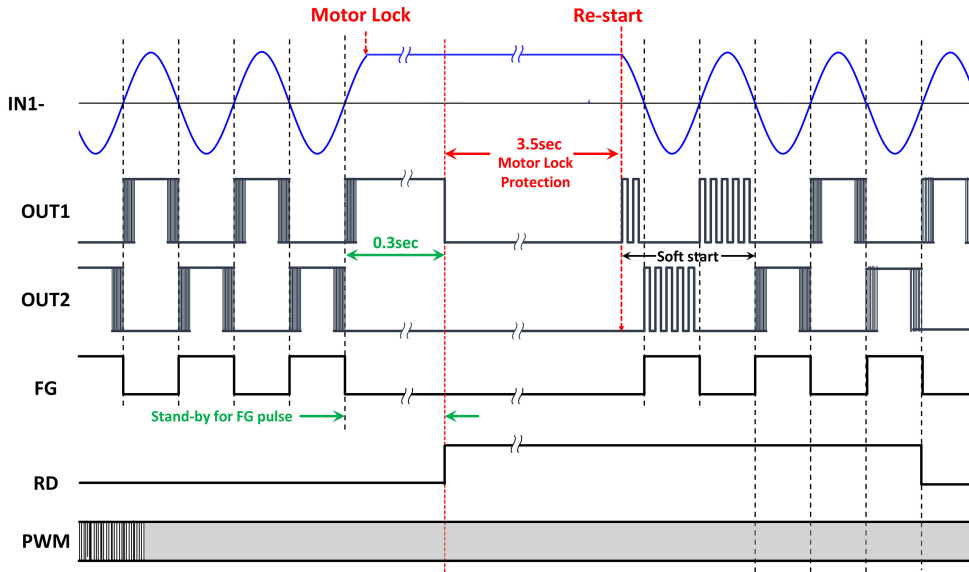 Motor Lock
Re-start
IN1-
3.5sec
Motor Lock
Protection
OUT1
0.3sec
Soft start
OUT2
FG
Stand-by for FG pulse
RD
PWM